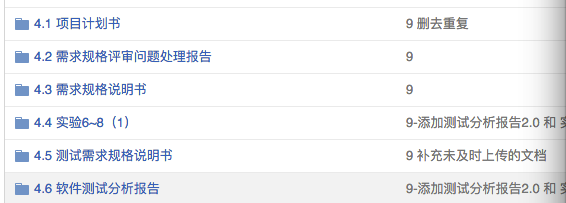 4.1 项目计划书 9 删去重复
4.2 需求规格评审问题处理报告 9
4.3 需求规格说明书 9
4.4 实验6~8（1） 9-添加测试分析报告2.0 和
4.5 测试需求规格说明书 9 补充未及时上传的文档
4.6 软件测试分析报告 9-添加测试分析报告2.0 和